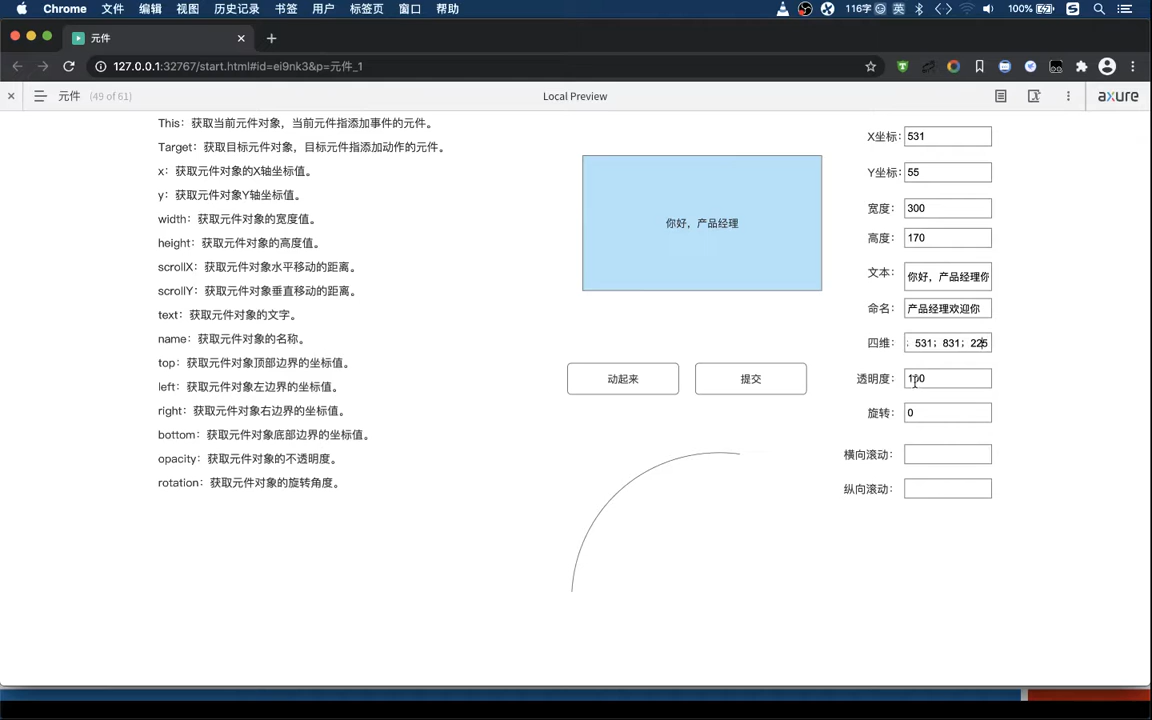 Chrome 文件 编辑 视图 历史记录 书签 用户 标签页 窗口 帮助 116字 英 100%
元件
127.0.0.1:32767/start.html#id=ei9nk3&p=元件_1
元件 (49 of 61) Local Preview axure
This：获取当前元件对象，当前元件指添加事件的元件。
Target：获取目标元件对象，目标元件指添加动作的元件。
x：获取元件对象的X轴坐标值。
y：获取元件对象Y轴坐标值。
width：获取元件对象的宽度值。
height：获取元件对象的高度值。
scrollX：获取元件对象水平移动的距离。
scrollY：获取元件对象垂直移动的距离。
text：获取元件对象的文字。
name：获取元件对象的名称。
top：获取元件对象顶部边界的坐标值。
left：获取元件对象左边界的坐标值。
right：获取元件对象右边界的坐标值。
bottom：获取元件对象底部边界的坐标值。
opacity：获取元件对象的不透明度。
rotation：获取元件对象的旋转角度。
你好，产品经理
动起来
提交
X坐标： 531
Y坐标： 55
宽度： 300
高度： 170
文本： 你好，产品经理你
命名： 产品经理欢迎你
四维： ；531；831；225
透明度： 100
旋转： 0
横向滚动：
纵向滚动：